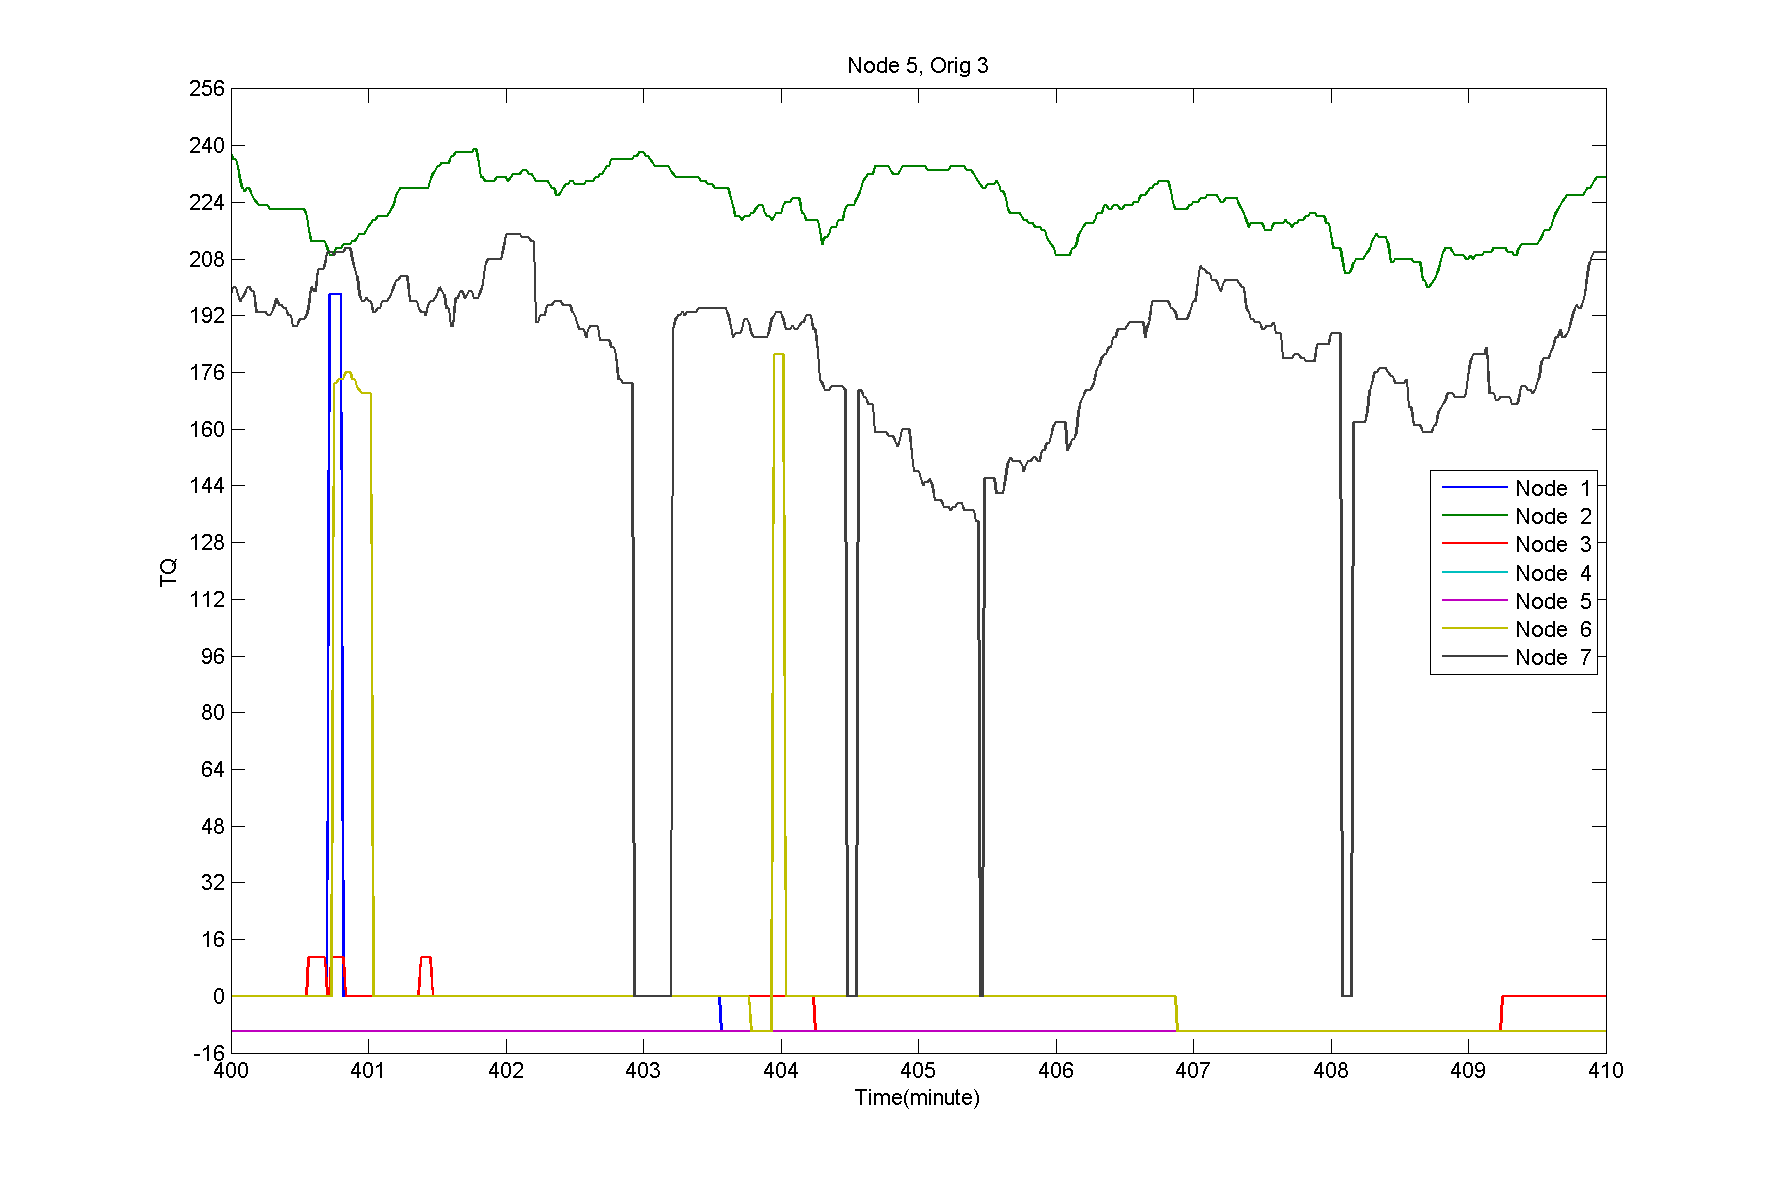 Node 5, Orig 3
256
240
224
208
192
176
160
144
128
112
96
80
64
48
32
16
0
-16
TQ
Node 1
Node 2
Node 3
Node 4
Node 5
Node 6
Node 7
400 401 402 403 404 405 406 407 408 409 410
Time(minute)